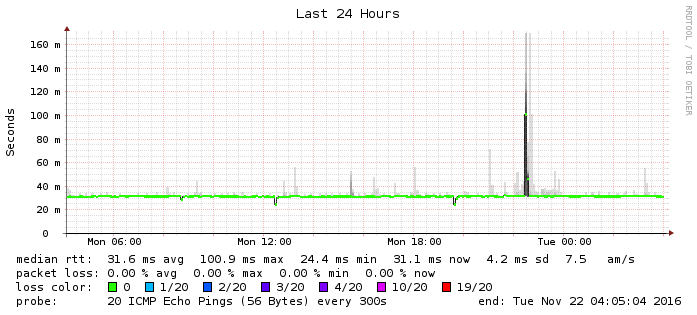 Last 24 Hours
RRDTOOL / TOBI OETIKER
Seconds
160 m
140 m
120 m
100 m
80 m
60 m
40 m
20 m
0
Mon 06:00 Mon 12:00 Mon 18:00 Tue 00:00
median rtt: 31.6 ms avg 100.9 ms max 24.4 ms min 31.1 ms now 4.2 ms sd 7.5 am/s
packet loss: 0.00 % avg 0.00 % max 0.00 % min 0.00 % now
loss color: 0 1/20 2/20 3/20 4/20 10/20 19/20
probe: 20 ICMP Echo Pings (56 Bytes) every 300s end: Tue Nov 22 04:05:04 2016